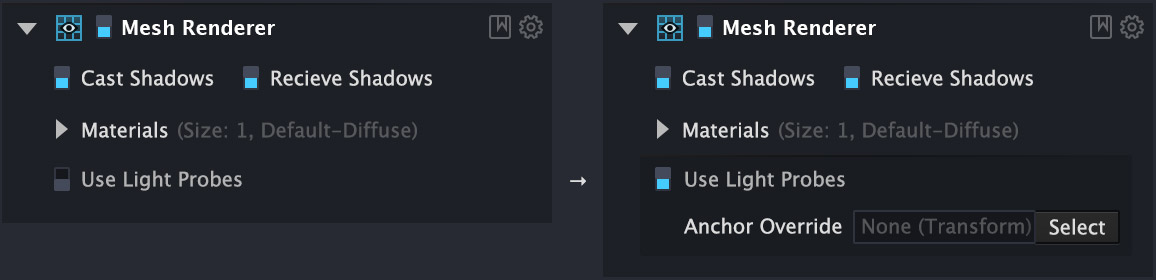 Mesh Renderer
Cast Shadows Recieve Shadows
Materials (Size: 1, Default-Diffuse)
Use Light Probes
→
Mesh Renderer
Cast Shadows Recieve Shadows
Materials (Size: 1, Default-Diffuse)
Use Light Probes
Anchor Override None (Transform) Select